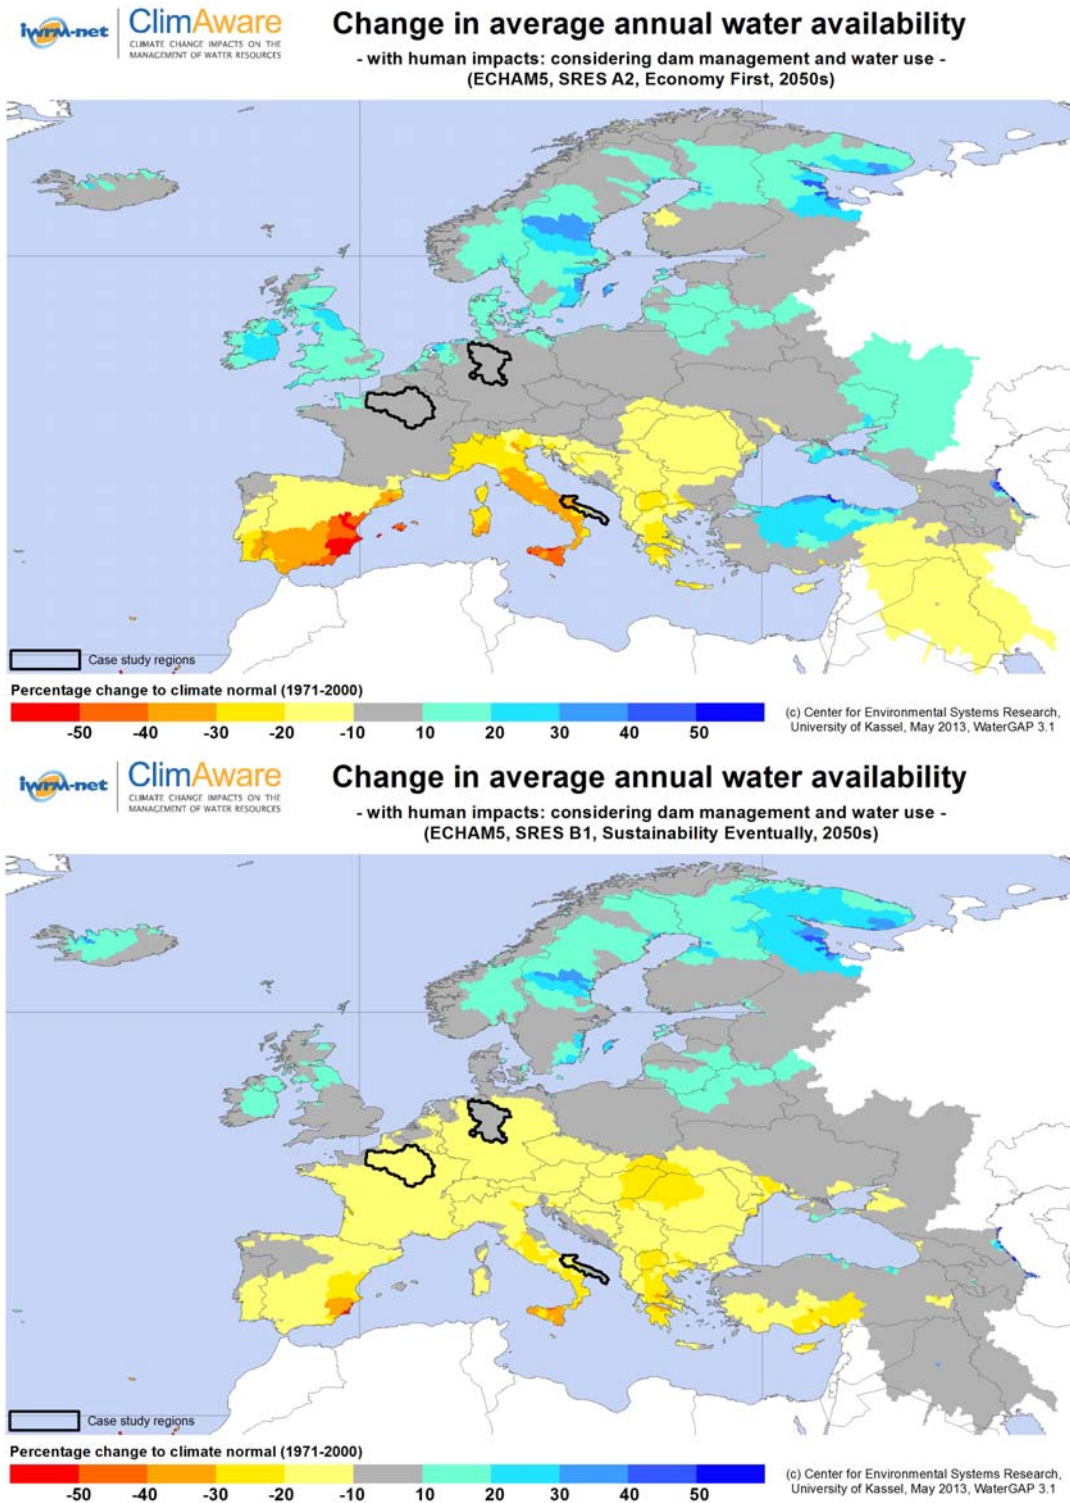 iwrm-net
ClimAware
CLIMATE CHANGE IMPACTS ON THE
MANAGEMENT OF WATER RESOURCES
Change in average annual water availability
- with human impacts: considering dam management and water use -
(ECHAM5, SRES A2, Economy First, 2050s)
Case study regions
Percentage change to climate normal (1971-2000)
-50 -40 -30 -20 -10 10 20 30 40 50
(c) Center for Environmental Systems Research,
University of Kassel, May 2013, WaterGAP 3.1
iwrm-net
ClimAware
CLIMATE CHANGE IMPACTS ON THE
MANAGEMENT OF WATER RESOURCES
Change in average annual water availability
- with human impacts: considering dam management and water use -
(ECHAM5, SRES B1, Sustainability Eventually, 2050s)
Case study regions
Percentage change to climate normal (1971-2000)
-50 -40 -30 -20 -10 10 20 30 40 50
(c) Center for Environmental Systems Research,
University of Kassel, May 2013, WaterGAP 3.1